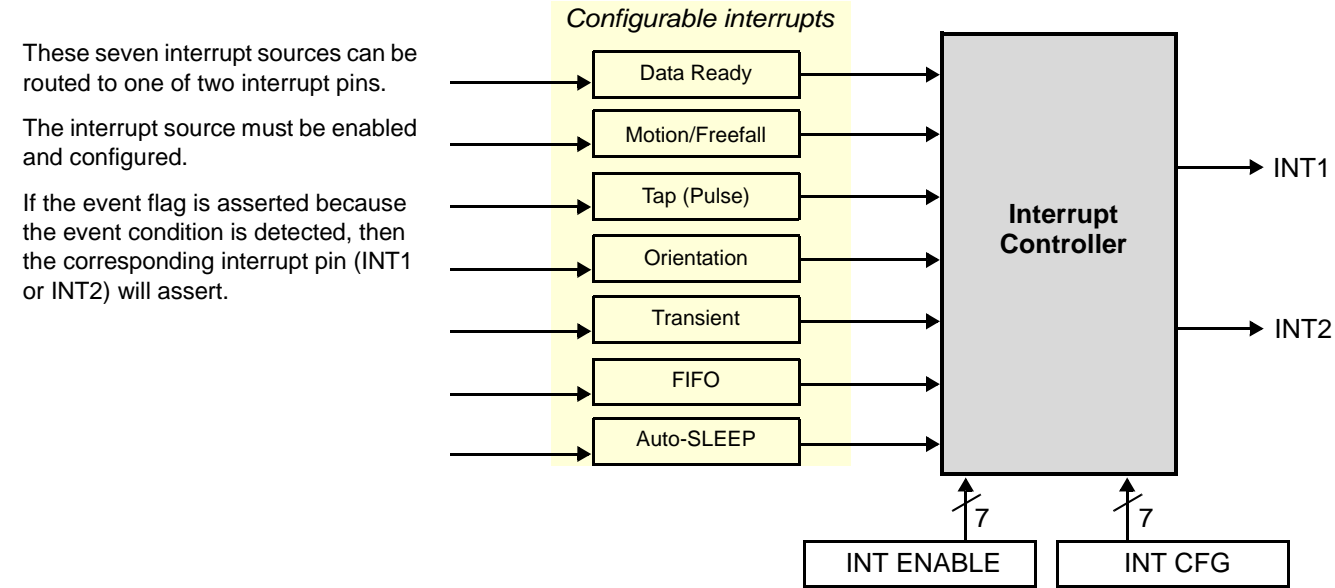 Configurable interrupts
These seven interrupt sources can be
routed to one of two interrupt pins.
The interrupt source must be enabled
and configured.
If the event flag is asserted because
the event condition is detected, then
the corresponding interrupt pin (INT1
or INT2) will assert.
Data Ready
Motion/Freefall
Tap (Pulse)
Orientation
Transient
FIFO
Auto-SLEEP
Interrupt
Controller
INT1
INT2
7
7
INT ENABLE
INT CFG